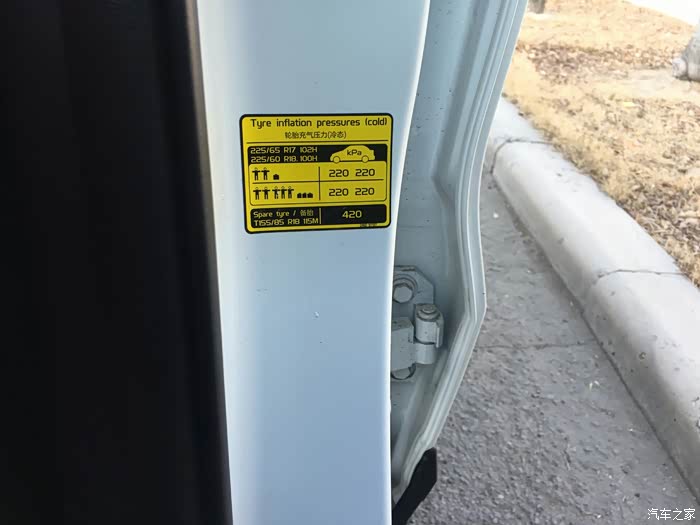 Tyre inflation pressures (cold)
轮胎充气压力(冷态)
225/65 R17 102H
225/60 R18 100H
kPa
220 220
220 220
Spare tyre / 备胎
T155/85 R18 115M
420
汽车之家